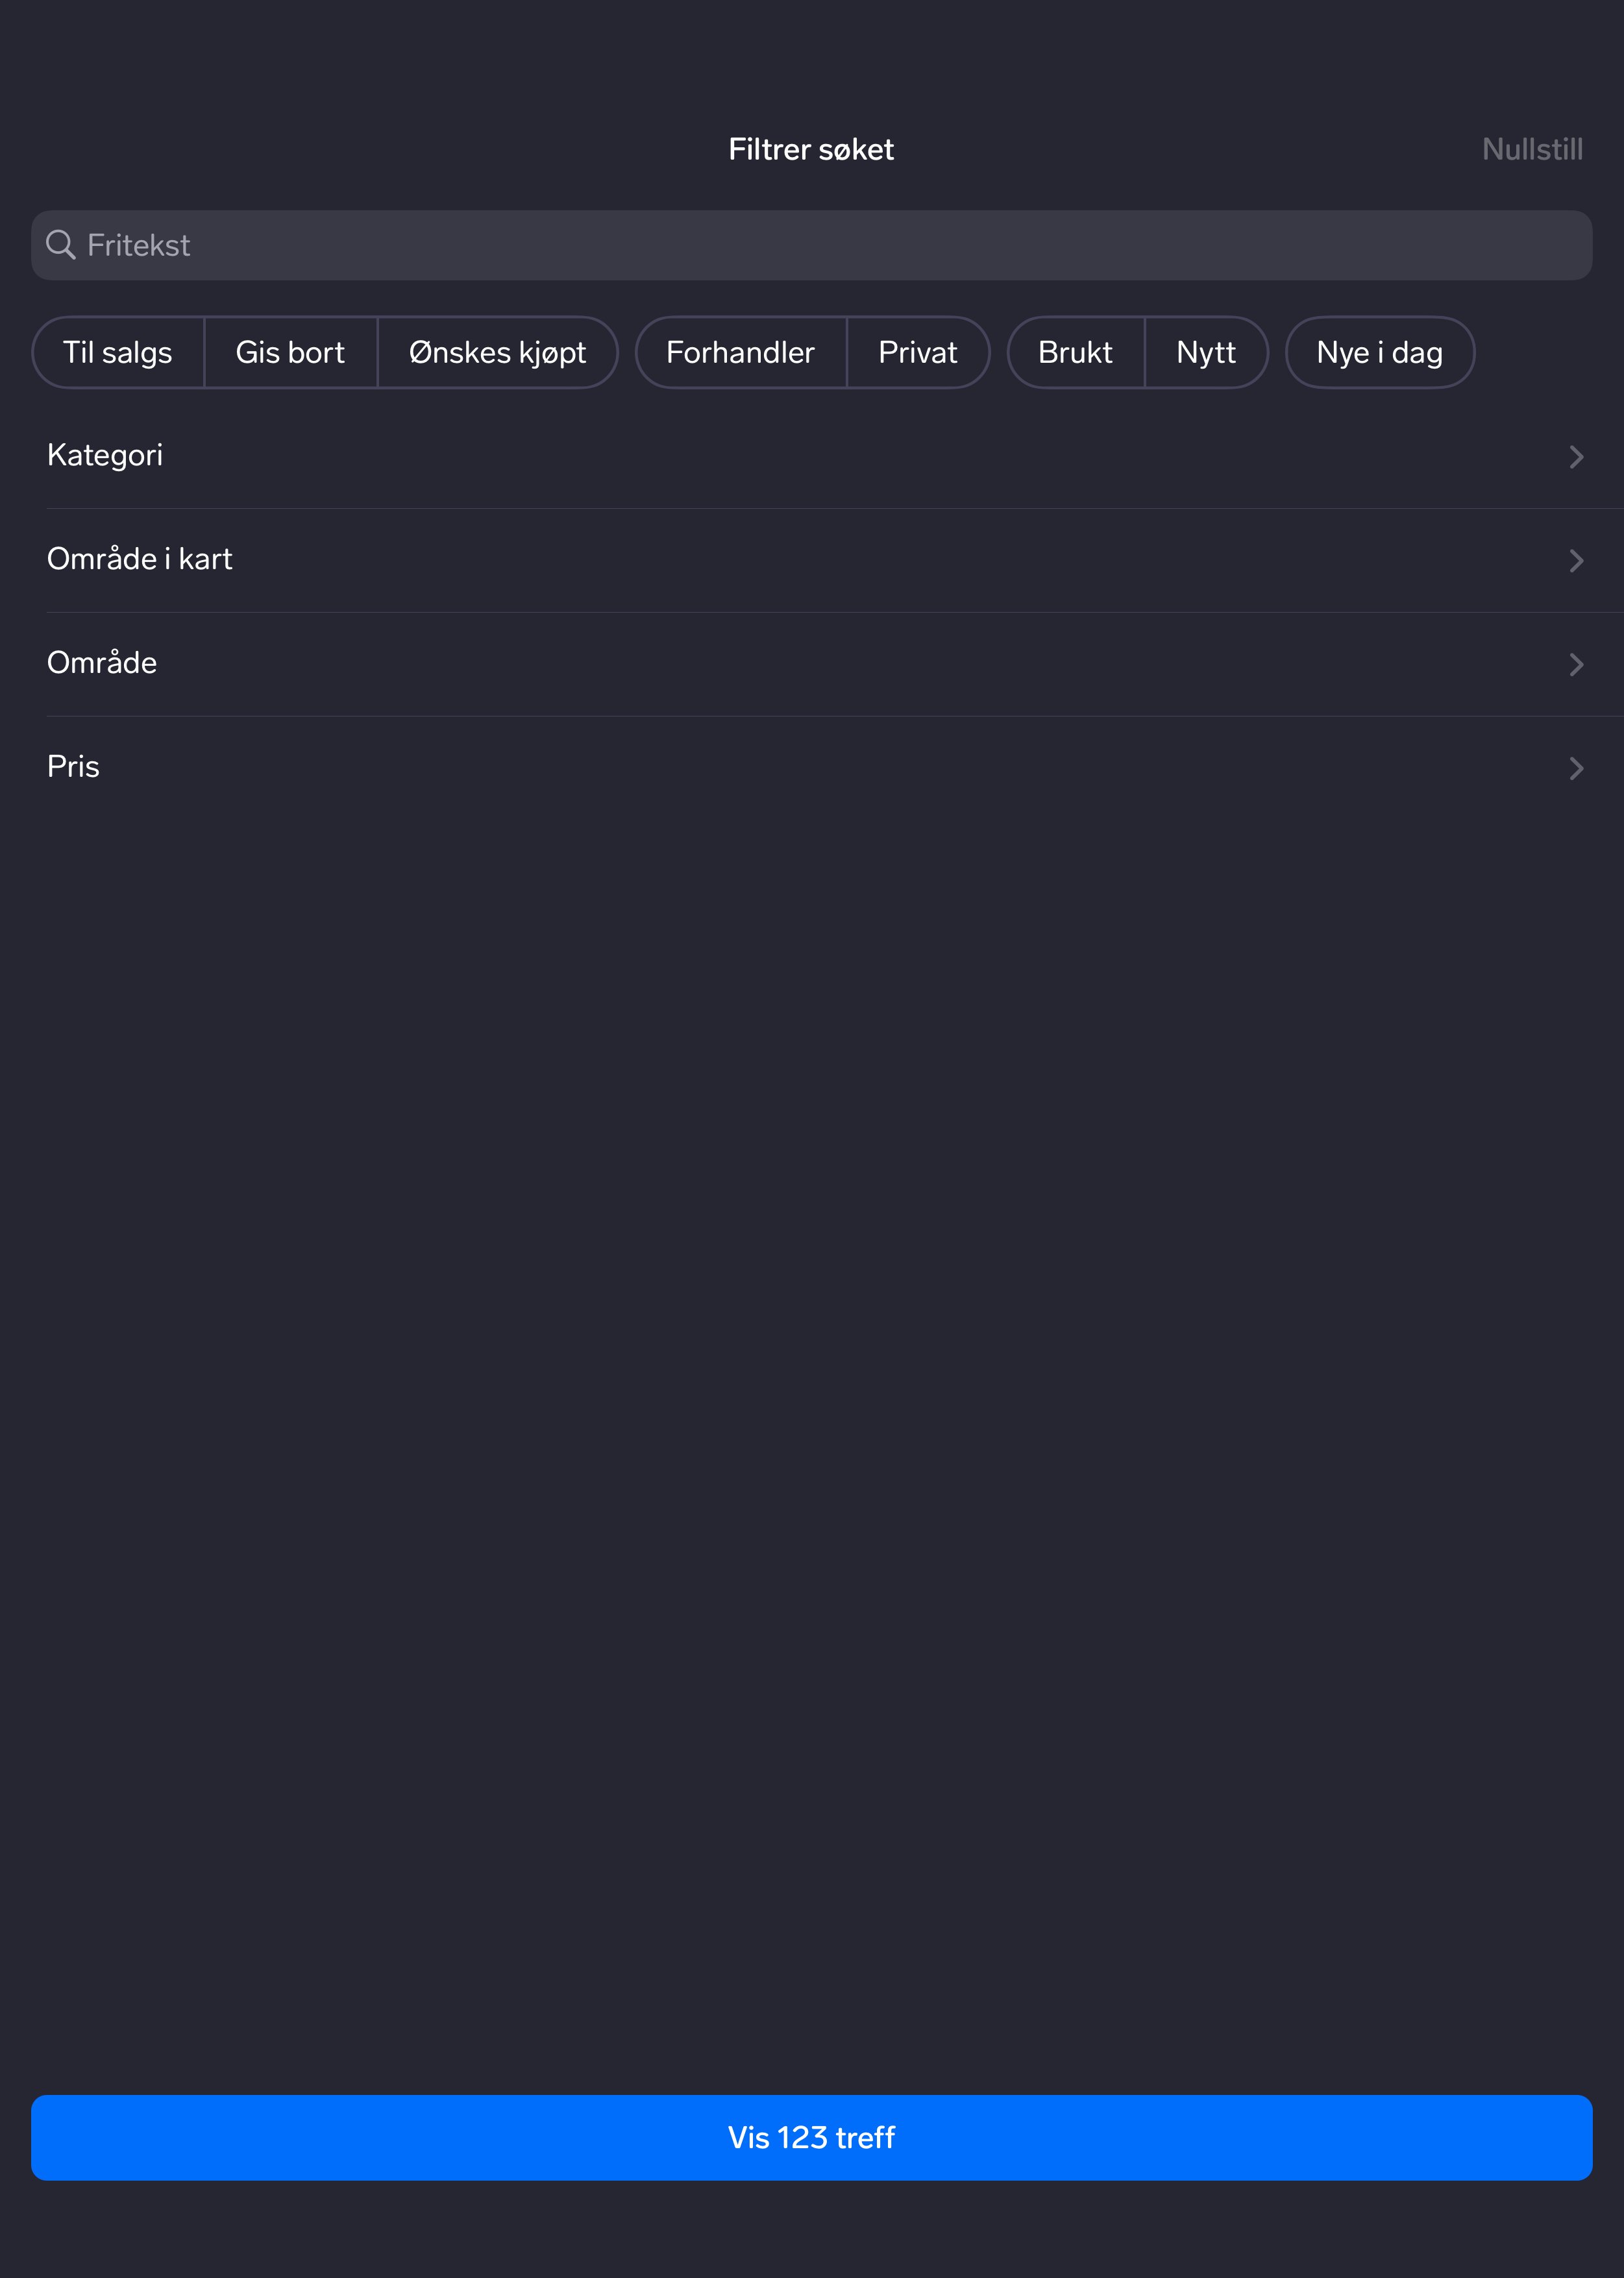 Filtrer søket
Nullstill
Fritekst
Til salgs Gis bort Ønskes kjøpt Forhandler Privat Brukt Nytt Nye i dag
Kategori
Område i kart
Område
Pris
Vis 123 treff